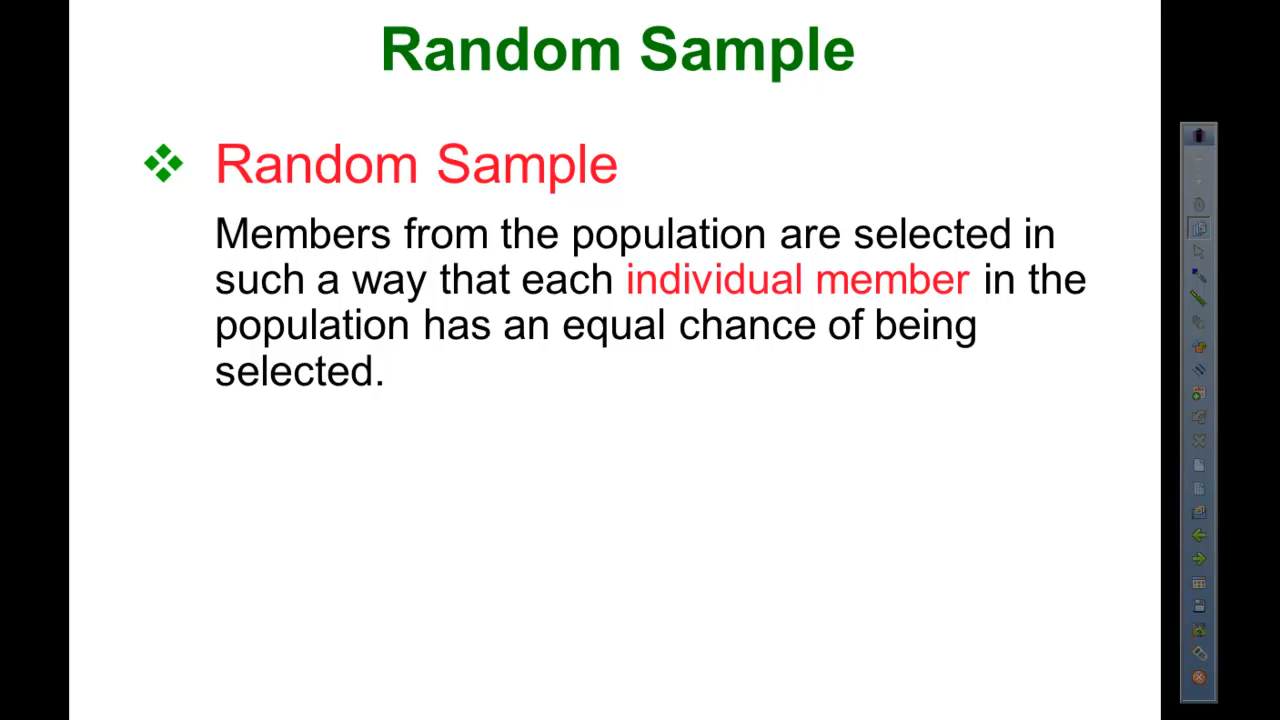 Random Sample
Random Sample
Members from the population are selected in
such a way that each individual member in the
population has an equal chance of being
selected.